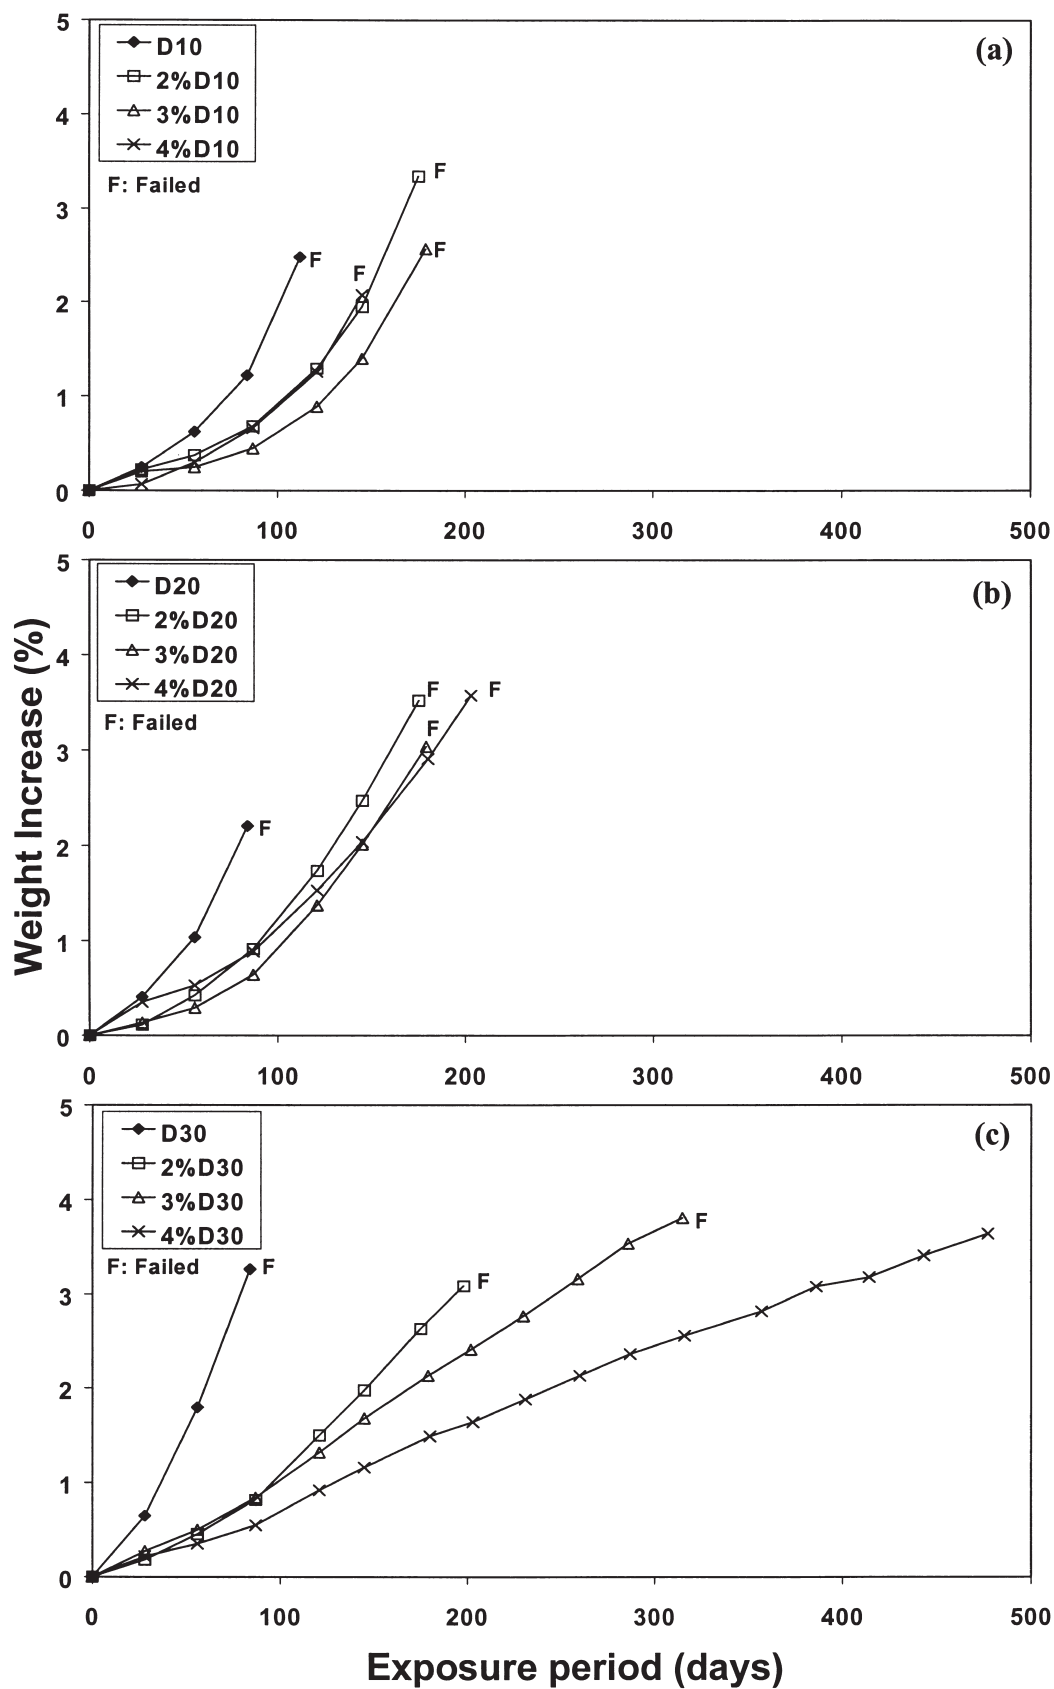 5
4
3
2
1
0
D10
2%D10
3%D10
4%D10
F: Failed
(a)
F
F
F
F
0 100 200 300 400 500
Weight Increase (%)
5
4
3
2
1
0
D20
2%D20
3%D20
4%D20
F: Failed
(b)
F
F
F
F
0 100 200 300 400 500
5
4
3
2
1
0
D30
2%D30
3%D30
4%D30
F: Failed
(c)
F
F
F
0 100 200 300 400 500
Exposure period (days)